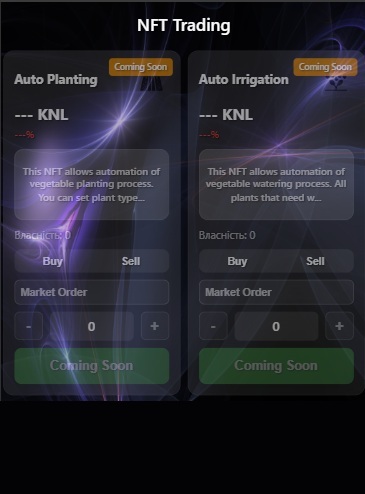 NFT Trading
Coming Soon
Auto Planting
--- KNL
---%
This NFT allows automation of
vegetable planting process.
You can set plant type...
Власність: 0
Buy Sell
Market Order
- 0 +
Coming Soon
Coming Soon
Auto Irrigation
--- KNL
---%
This NFT allows automation of
vegetable watering process. All
plants that need w...
Власність: 0
Buy Sell
Market Order
- 0 +
Coming Soon